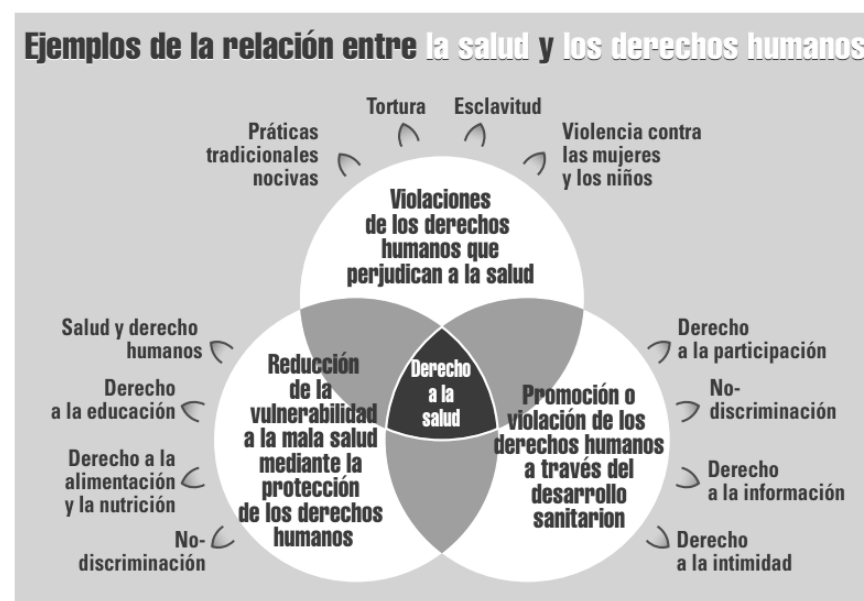 Ejemplos de la relación entre la salud y los derechos humanos
Tortura
Esclavitud
Práticas
tradicionales
nocivas
Violencia contra
las mujeres
y los niños
Violaciones
de los derechos
humanos que
perjudican a la salud
Salud y derecho
humanos
Derecho
a la educación
Derecho a la
alimentación
y la nutrición
No-
discriminación
Reducción
de la
vulnerabilidad
a la mala salud
mediante la
protección
de los derechos
humanos
Derecho
a la
salud
Promoción o
violación de los
derechos humanos
a través del
desarrollo
sanitarion
Derecho
a la participación
No-
discriminación
Derecho
a la información
Derecho
a la intimidad